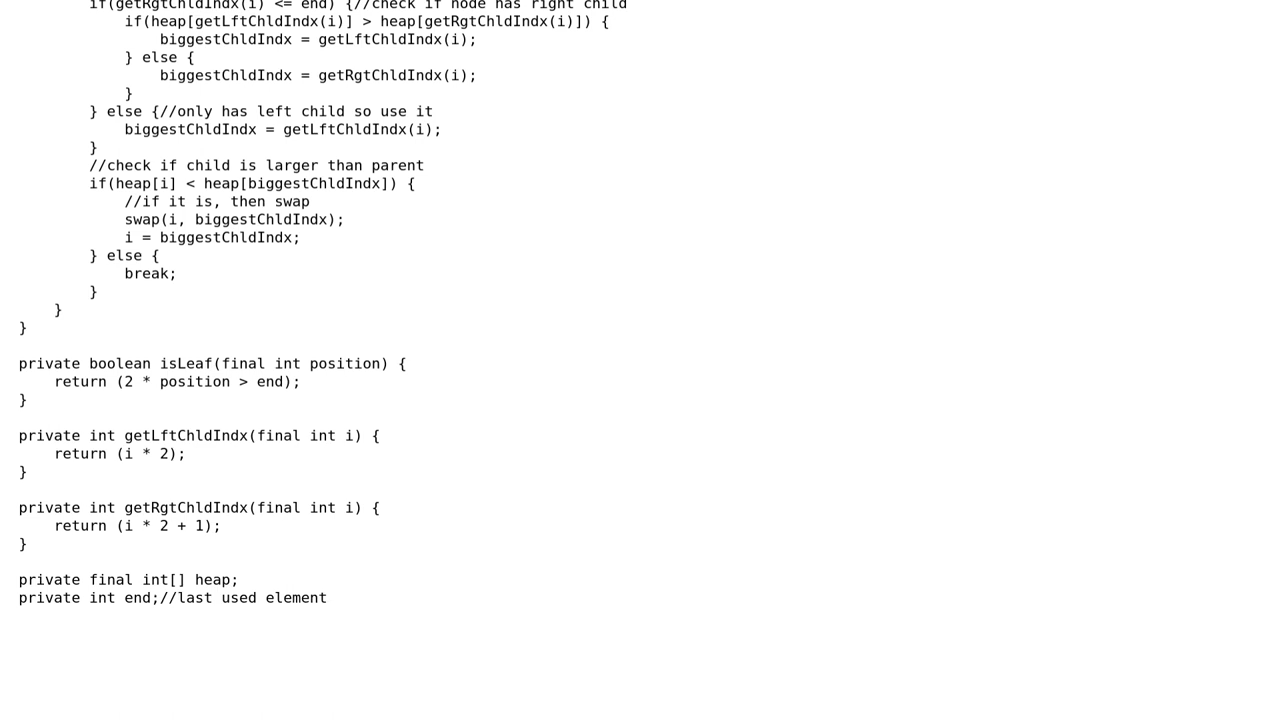 if(getRgtChldIndx(i) <= end) {//check if node has right child
if(heap[getLftChldIndx(i)] > heap[getRgtChldIndx(i)]) {
biggestChldIndx = getLftChldIndx(i);
} else {
biggestChldIndx = getRgtChldIndx(i);
}
} else {//only has left child so use it
biggestChldIndx = getLftChldIndx(i);
}
//check if child is larger than parent
if(heap[i] < heap[biggestChldIndx]) {
//if it is, then swap
swap(i, biggestChldIndx);
i = biggestChldIndx;
} else {
break;
}
}
}
private boolean isLeaf(final int position) {
return (2 * position > end);
}
private int getLftChldIndx(final int i) {
return (i * 2);
}
private int getRgtChldIndx(final int i) {
return (i * 2 + 1);
}
private final int[] heap;
private int end;//last used element